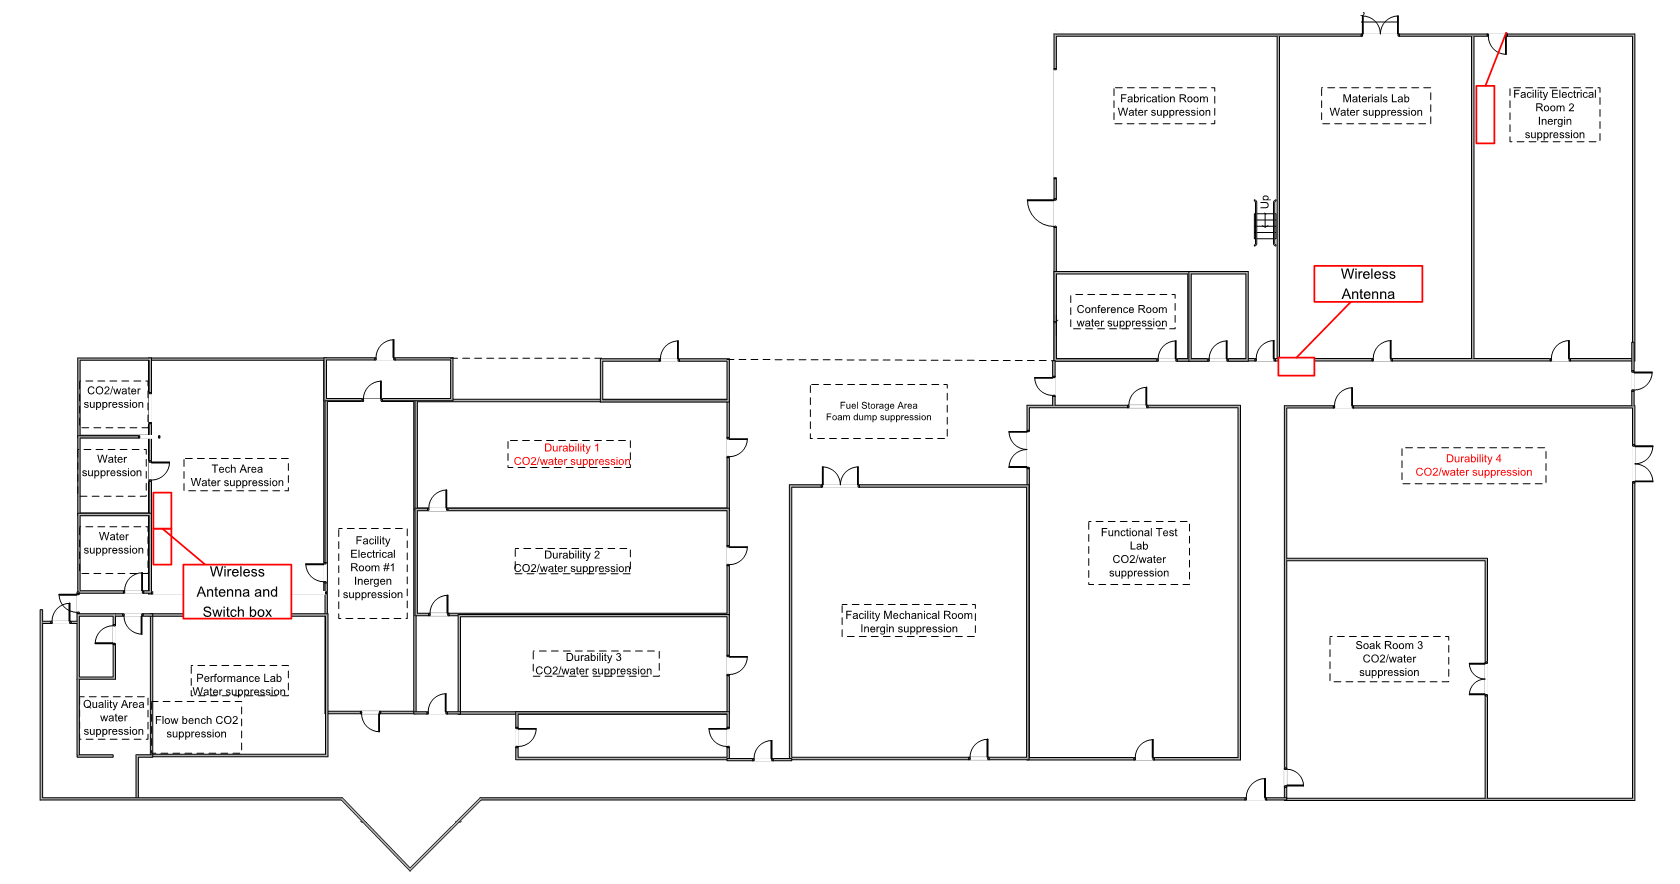 Fabrication Room
Water suppression
Materials Lab
Water suppression
Facility Electrical
Room 2
Inergin
suppression
Up
Wireless
Antenna
Conference Room
water suppression
CO2/water
suppression
Fuel Storage Area
Foam dump suppression
Water
suppression
Tech Area
Water suppression
Durability 1
CO2/water suppression
Durability 4
CO2/water suppression
Water
suppression
Facility
Electrical
Room #1
Inergen
suppression
Durability 2
CO2/water suppression
Functional Test
Lab
CO2/water
suppression
Wireless
Antenna and
Switch box
Facility Mechanical Room
Inergin suppression
Durability 3
CO2/water suppression
Soak Room 3
CO2/water
suppression
Performance Lab
Water suppression
Quality Area
water
suppression
Flow bench CO2
suppression